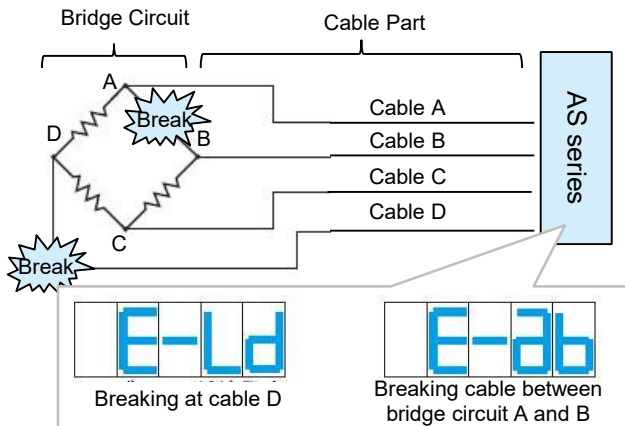 Bridge Circuit
Cable Part
A
Break
B
D
C
Break
Cable A
Cable B
Cable C
Cable D
AS series
E-Ld
E-ab
Breaking at cable D
Breaking cable between
bridge circuit A and B